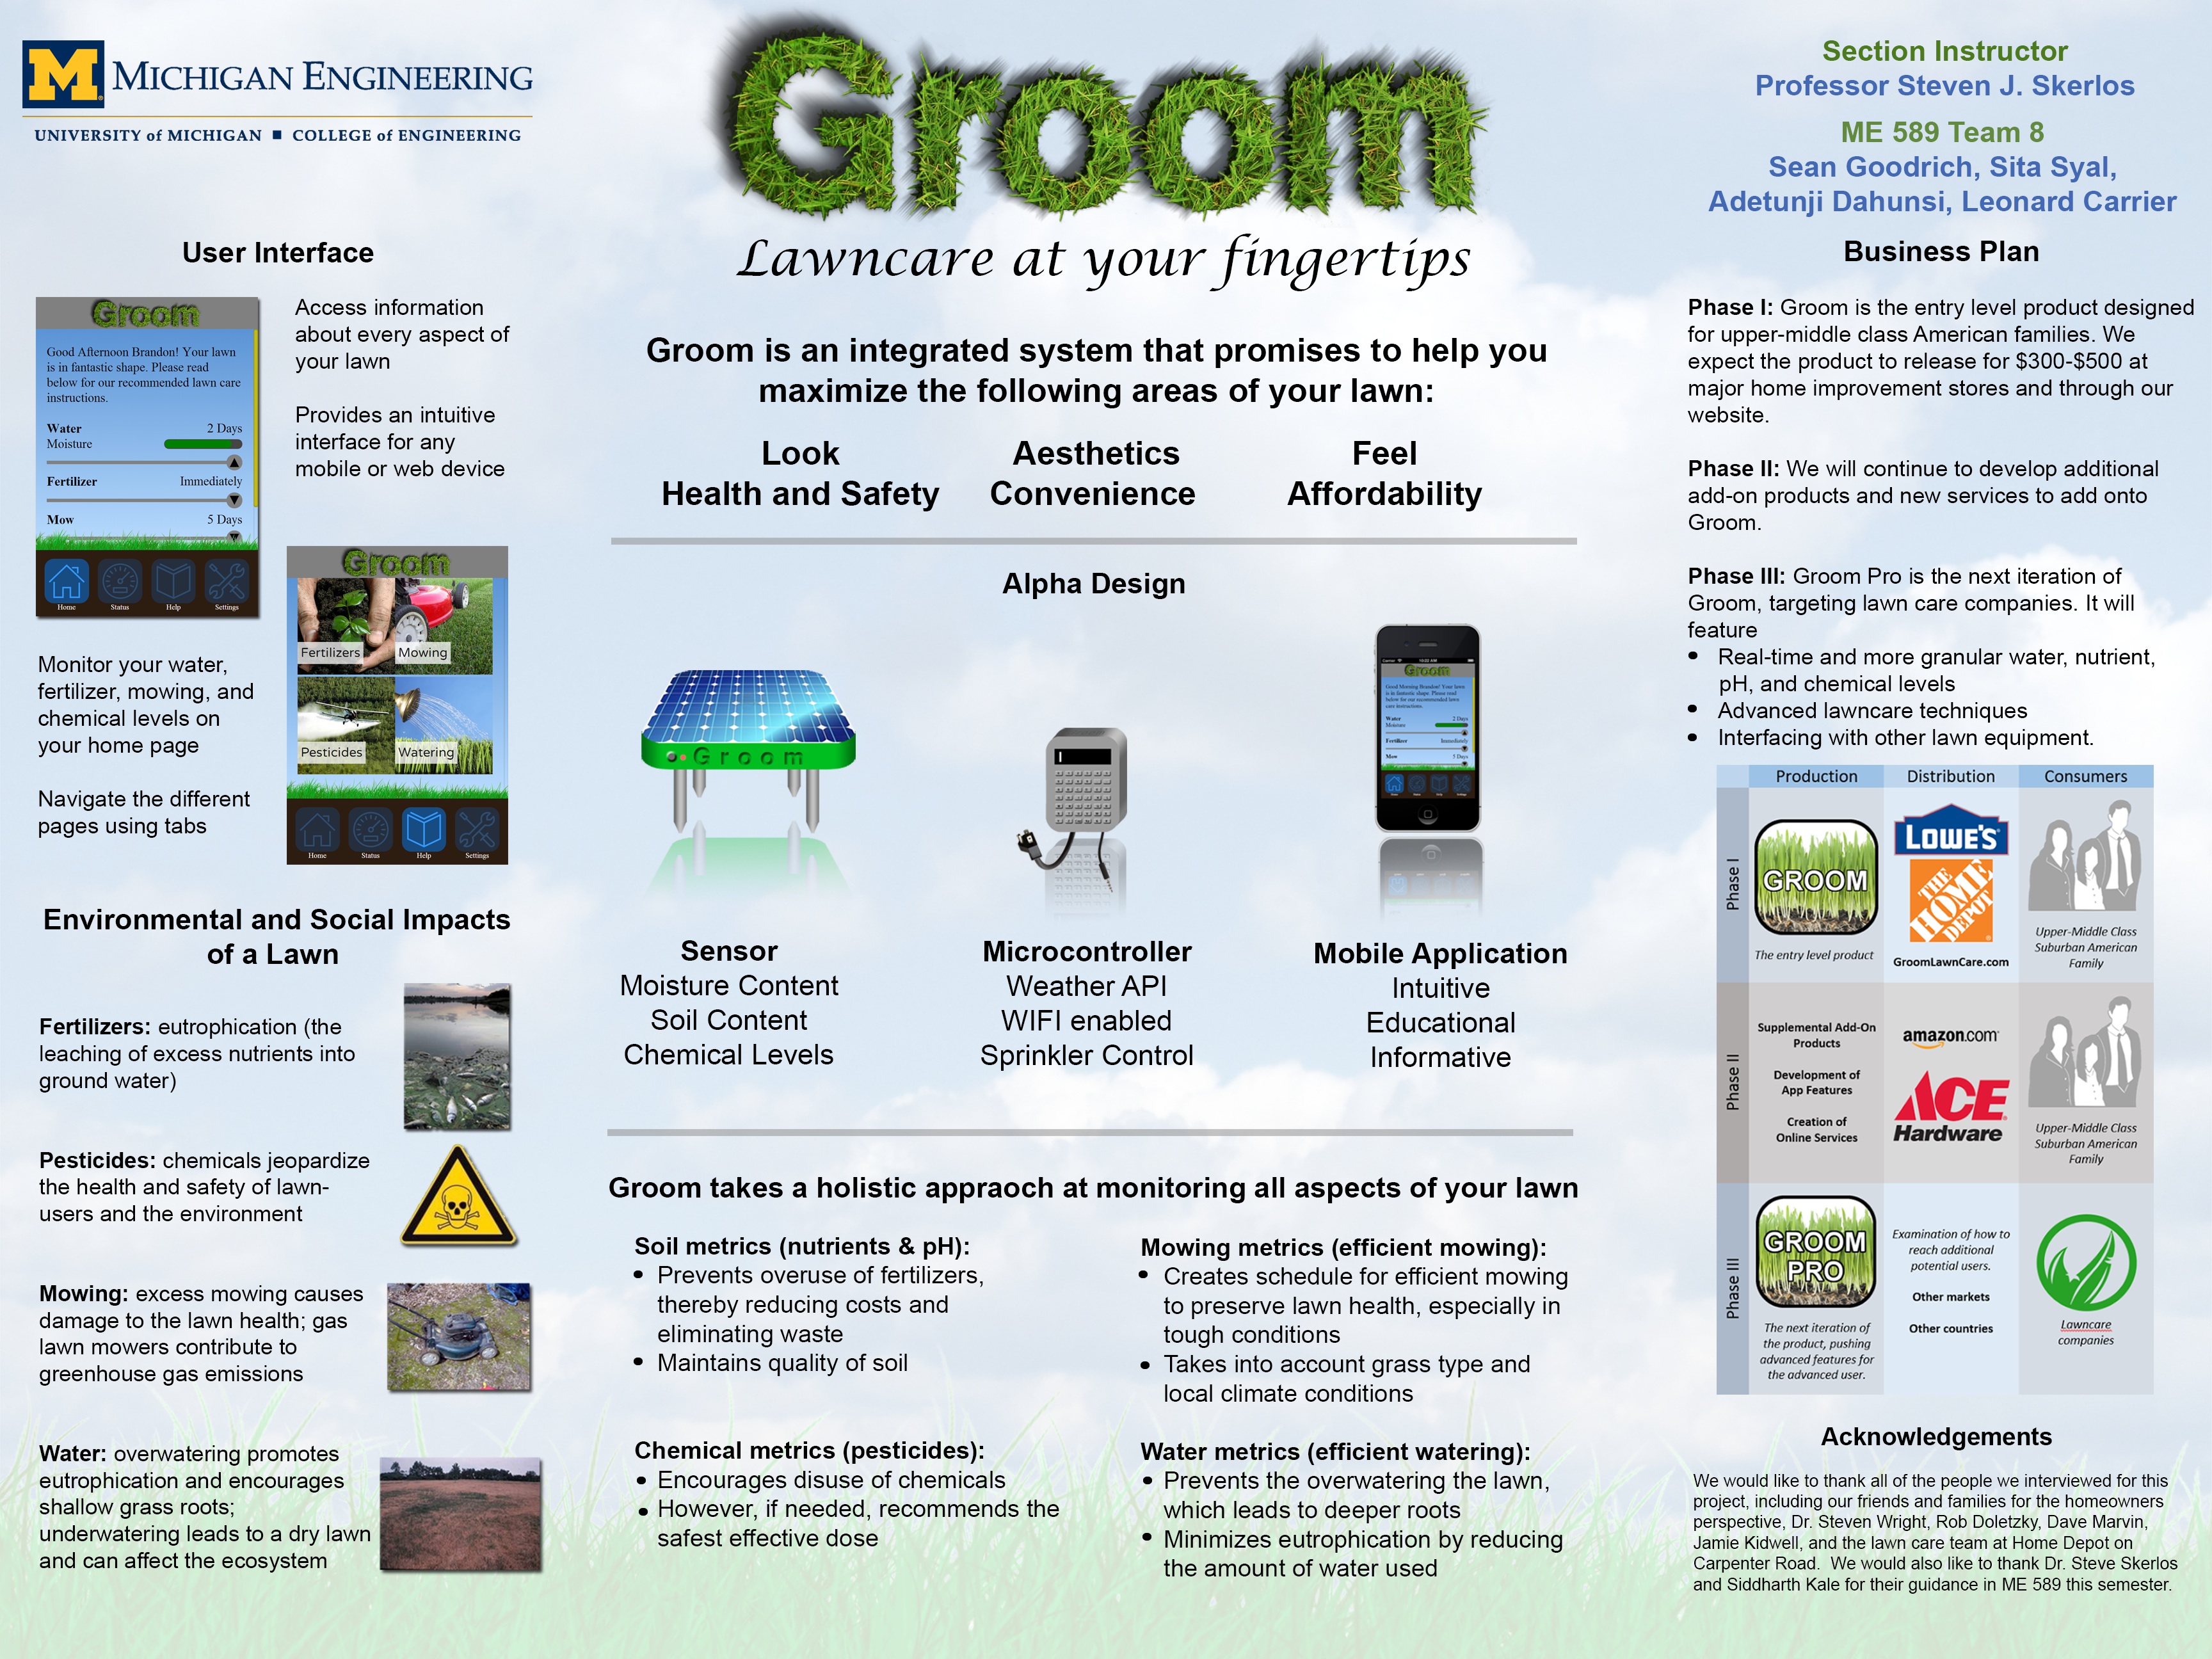 MICHIGAN ENGINEERING
UNIVERSITY of MICHIGAN ■ COLLEGE of ENGINEERING
Groom
Lawncare at your fingertips
Section Instructor
Professor Steven J. Skerlos
ME 589 Team 8
Sean Goodrich, Sita Syal,
Adetunji Dahunsi, Leonard Carrier
User Interface
Groom
Good Afternoon Brandon! Your lawn
is in fantastic shape. Please read
below for our recommended lawn care
instructions.
Water 2 Days
Moisture
Fertilizer Immediately
Mow 5 Days
Home Status Help Settings
Access information
about every aspect of
your lawn
Provides an intuitive
interface for any
mobile or web device
Groom
Fertilizers Mowing
Pesticides Watering
Home Status Help Settings
Monitor your water,
fertilizer, mowing, and
chemical levels on
your home page
Navigate the different
pages using tabs
Environmental and Social Impacts
of a Lawn
Fertilizers: eutrophication (the
leaching of excess nutrients into
ground water)
Pesticides: chemicals jeopardize
the health and safety of lawn-
users and the environment
Mowing: excess mowing causes
damage to the lawn health; gas
lawn mowers contribute to
greenhouse gas emissions
Water: overwatering promotes
eutrophication and encourages
shallow grass roots;
underwatering leads to a dry lawn
and can affect the ecosystem
Groom is an integrated system that promises to help you
maximize the following areas of your lawn:
Look Aesthetics Feel
Health and Safety Convenience Affordability
Alpha Design
Groom
Groom
Good Morning Brandon! Your lawn
is in fantastic shape. Please read
below for our recommended lawn
care instructions.
Water 2 Days
Moisture
Fertilizer Immediately
Mow 5 Days
Sensor
Moisture Content
Soil Content
Chemical Levels
Microcontroller
Weather API
WIFI enabled
Sprinkler Control
Mobile Application
Intuitive
Educational
Informative
Groom takes a holistic appraoch at monitoring all aspects of your lawn
Soil metrics (nutrients & pH):
• Prevents overuse of fertilizers,
thereby reducing costs and
eliminating waste
• Maintains quality of soil
Chemical metrics (pesticides):
• Encourages disuse of chemicals
• However, if needed, recommends the
safest effective dose
Mowing metrics (efficient mowing):
• Creates schedule for efficient mowing
to preserve lawn health, especially in
tough conditions
• Takes into account grass type and
local climate conditions
Water metrics (efficient watering):
• Prevents the overwatering the lawn,
which leads to deeper roots
• Minimizes eutrophication by reducing
the amount of water used
Business Plan
Phase I: Groom is the entry level product designed
for upper-middle class American families. We
expect the product to release for $300-$500 at
major home improvement stores and through our
website.
Phase II: We will continue to develop additional
add-on products and new services to add onto
Groom.
Phase III: Groom Pro is the next iteration of
Groom, targeting lawn care companies. It will
feature
• Real-time and more granular water, nutrient,
pH, and chemical levels
• Advanced lawncare techniques
• Interfacing with other lawn equipment.
Production Distribution Consumers
Phase I
GROOM
The entry level product
LOWE'S
THE
HOME
DEPOT
GroomLawnCare.com
Upper-Middle Class
Suburban American
Family
Phase II
Supplemental Add-On
Products
Development of
App Features
Creation of
Online Services
amazon.com
ACE
Hardware
Upper-Middle Class
Suburban American
Family
Phase III
GROOM
PRO
The next iteration of
the product, pushing
advanced features for
the advanced user.
Examination of how to
reach additional
potential users.
Other markets
Other countries
Lawncare
companies
Acknowledgements
We would like to thank all of the people we interviewed for this
project, including our friends and families for the homeowners
perspective, Dr. Steven Wright, Rob Doletzky, Dave Marvin,
Jamie Kidwell, and the lawn care team at Home Depot on
Carpenter Road. We would also like to thank Dr. Steve Skerlos
and Siddharth Kale for their guidance in ME 589 this semester.